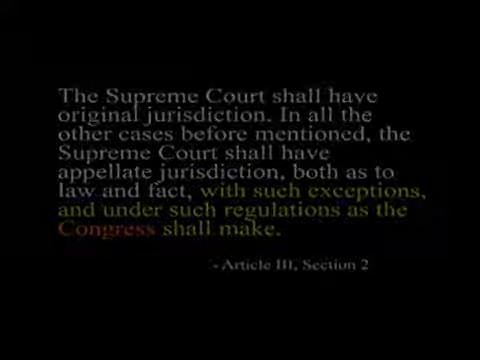 The Supreme Court shall have
original jurisdiction. In all the
other cases before mentioned, the
Supreme Court shall have
appellate jurisdiction, both as to
law and fact, with such exceptions,
and under such regulations as the
Congress shall make.
- Article III, Section 2